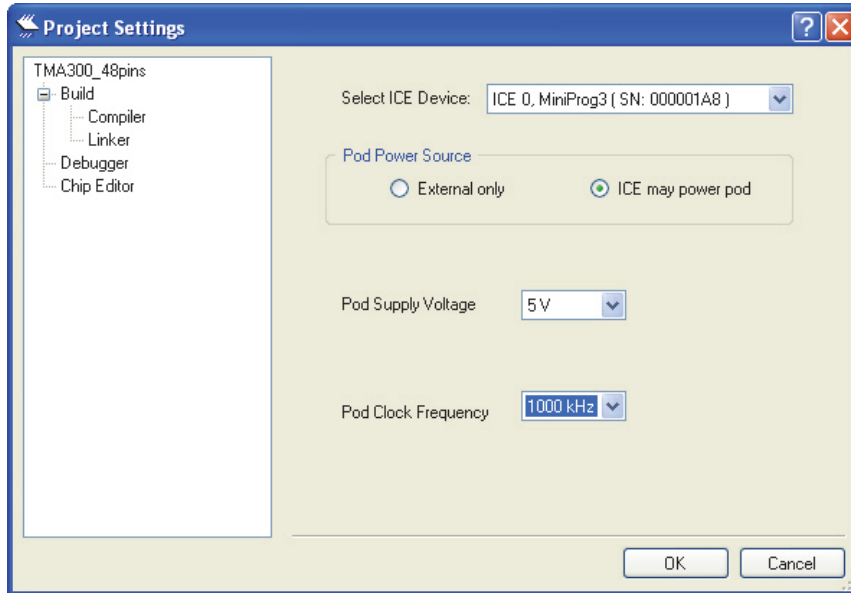 Project Settings
TMA300_48pins
Build
Compiler
Linker
Debugger
Chip Editor
Select ICE Device: ICE 0, MiniProg3 ( SN: 000001A8 )
Pod Power Source
External only ICE may power pod
Pod Supply Voltage 5 V
Pod Clock Frequency 1000 kHz
OK Cancel